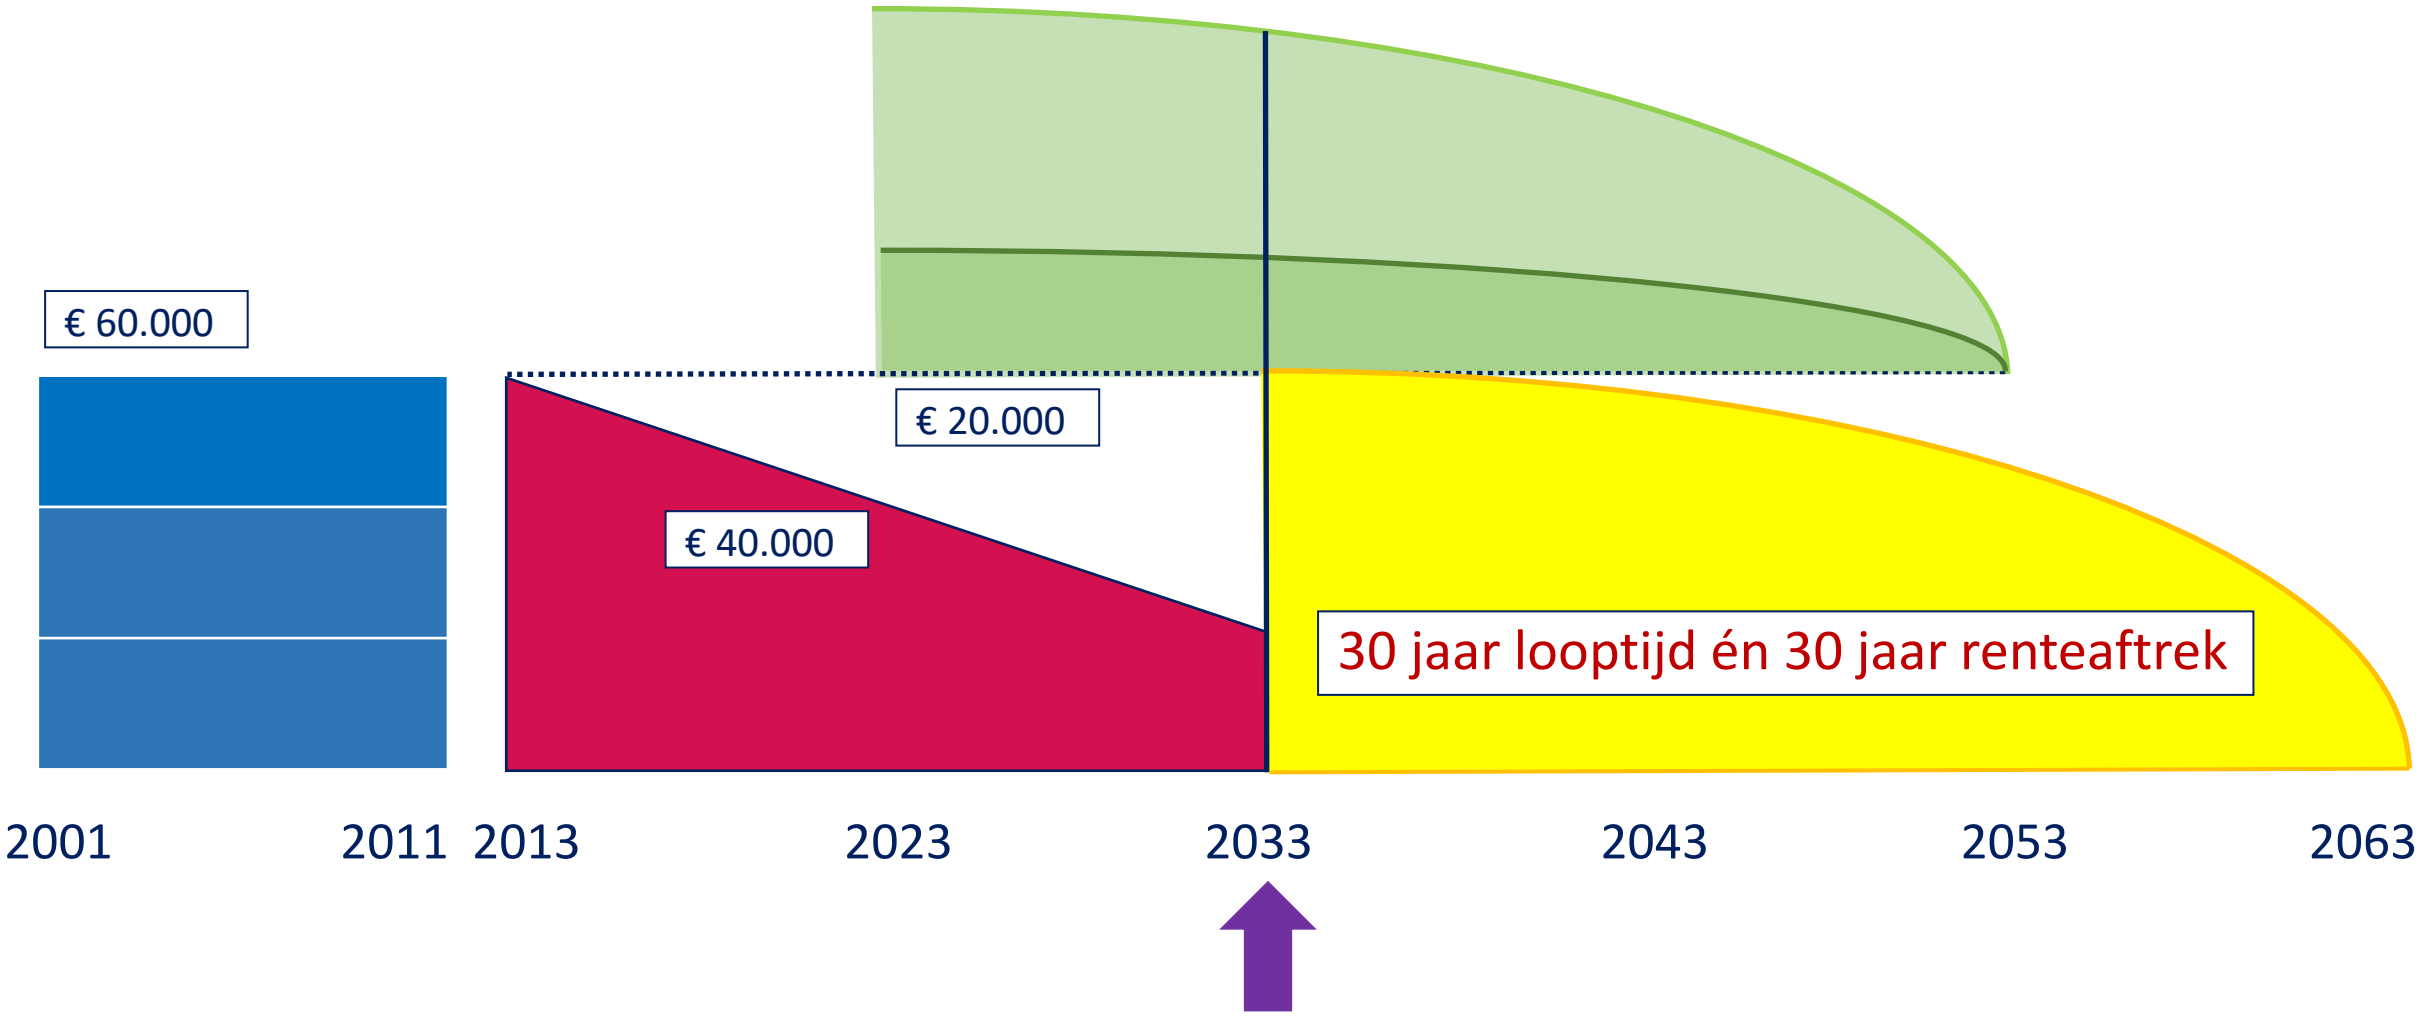 € 60.000
€ 20.000
€ 40.000
30 jaar looptijd én 30 jaar renteaftrek
2001 2011 2013 2023 2033 2043 2053 2063